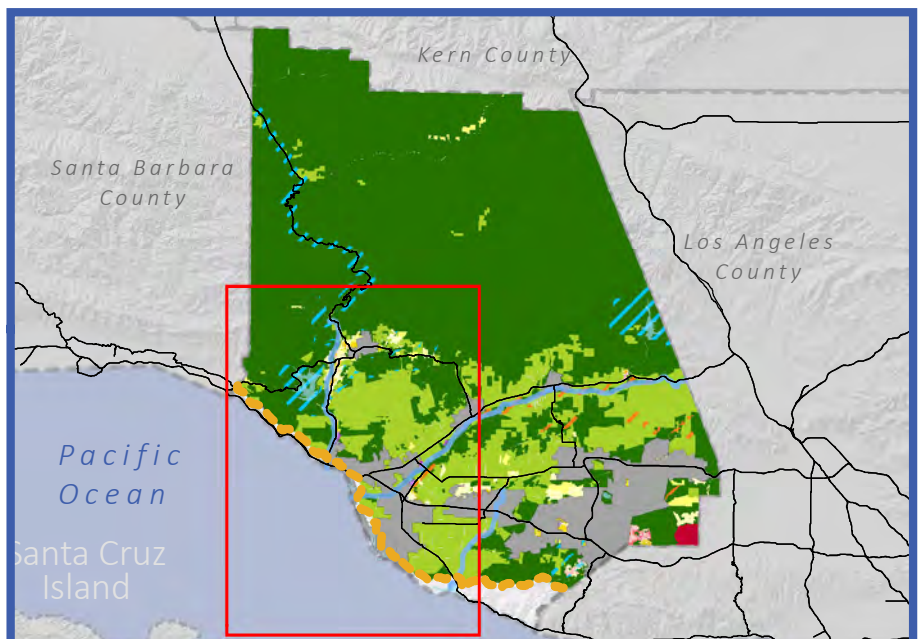 Kern County
Santa Barbara
County
Los Angeles
County
Pacific
Ocean
Santa Cruz
Island